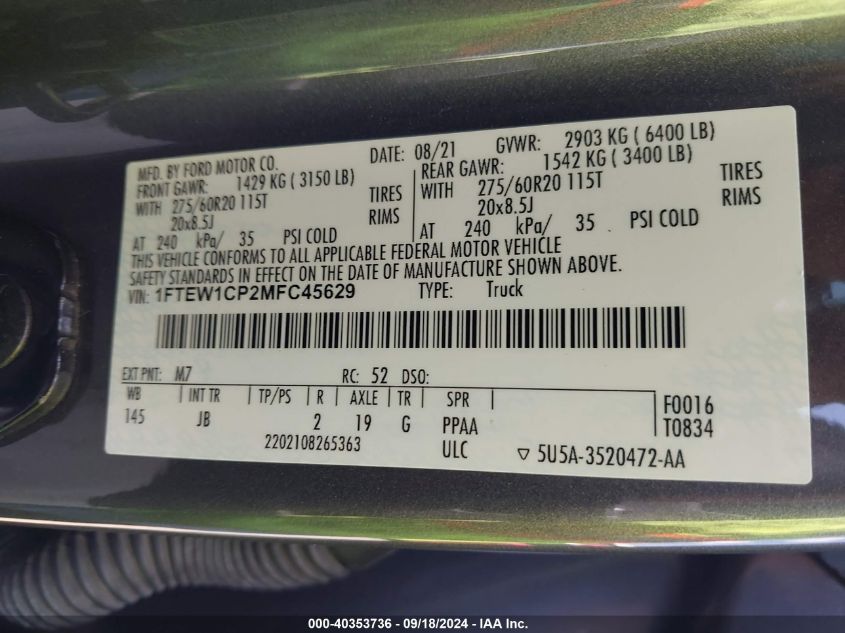 MFD. BY FORD MOTOR CO. DATE: 08/21 GVWR: 2903 KG ( 6400 LB)
FRONT GAWR: 1429 KG ( 3150 LB) REAR GAWR: 1542 KG ( 3400 LB)
WITH 275/60R20 115T TIRES WITH 275/60R20 115T TIRES
20x8.5J RIMS 20x8.5J RIMS
AT 240 kPa/ 35 PSI COLD AT 240 kPa/ 35 PSI COLD
THIS VEHICLE CONFORMS TO ALL APPLICABLE FEDERAL MOTOR VEHICLE
SAFETY STANDARDS IN EFFECT ON THE DATE OF MANUFACTURE SHOWN ABOVE.
VIN: 1FTEW1CP2MFC45629 TYPE: Truck
EXT PNT: M7 RC: 52 DSO:
WB INT TR TP/PS R AXLE TR SPR F0016
145 JB 2 19 G PPAA T0834
2202108265363 ULC ▽ 5U5A-3520472-AA
000-40353736 - 09/18/2024 - IAA Inc.